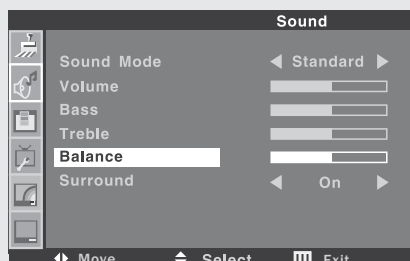 Sound
Sound Mode Standard
Volume
Bass
Treble
Balance
Surround On
Move Select Exit